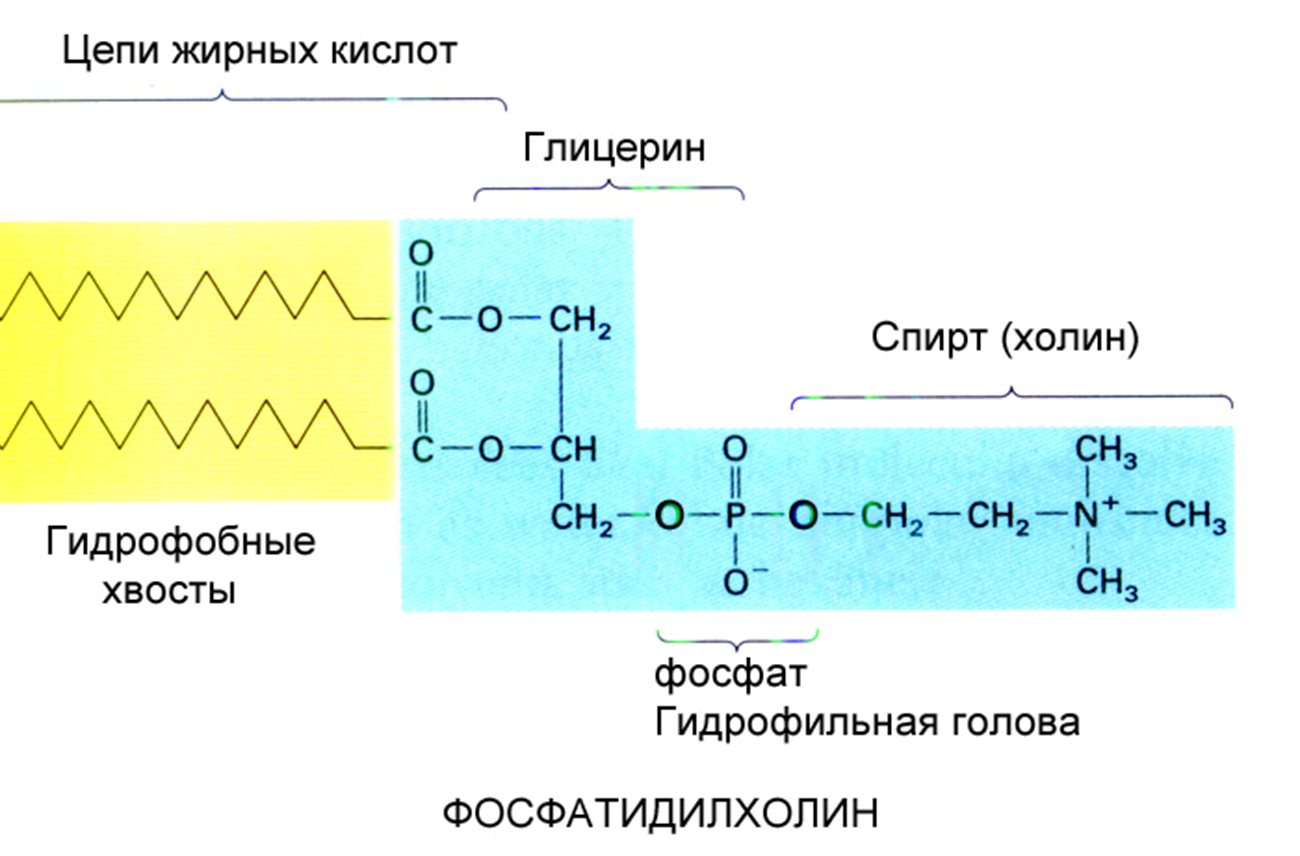 Цепи жирных кислот
Глицерин
O
C—O—CH₂
Спирт (холин)
O
C—O—CH
O
CH₃
CH₂—O—P—O—CH₂—CH₂—N⁺—CH₃
O⁻
CH₃
Гидрофобные
хвосты
фосфат
Гидрофильная голова
ФОСФАТИДИЛХОЛИН